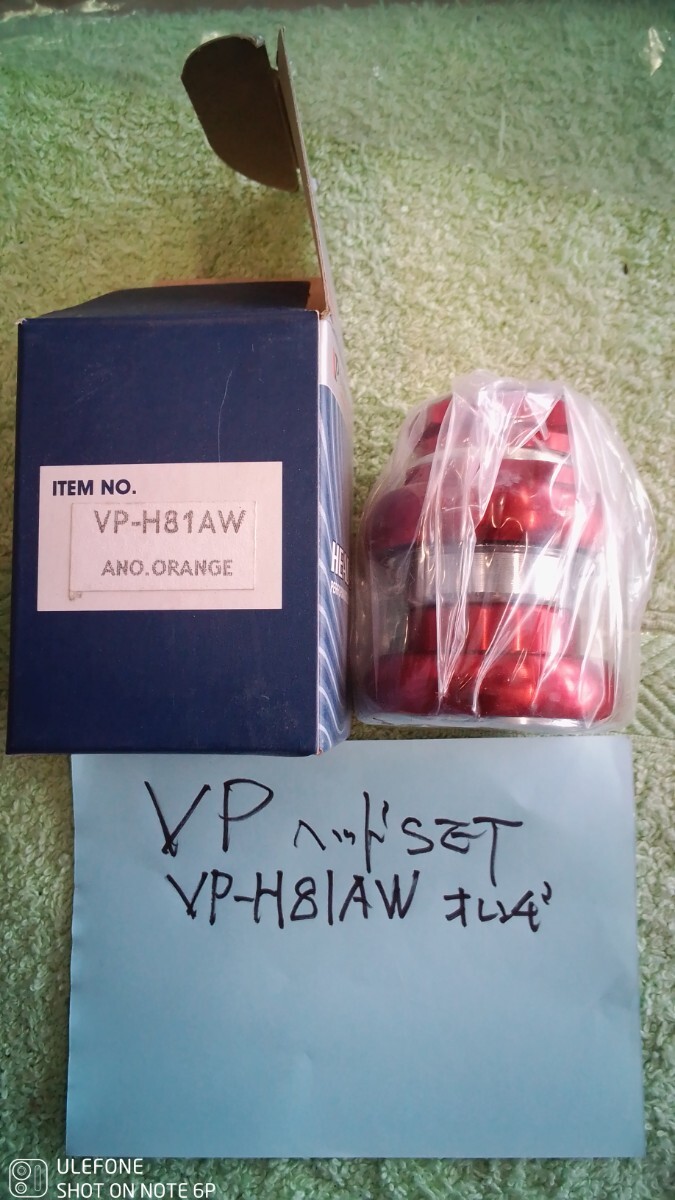 ITEM NO.
VP-H81AW
ANO.ORANGE
VP ヘッドSET
VP-H81AW オレンヂ
ULEFONE
SHOT ON NOTE 6P